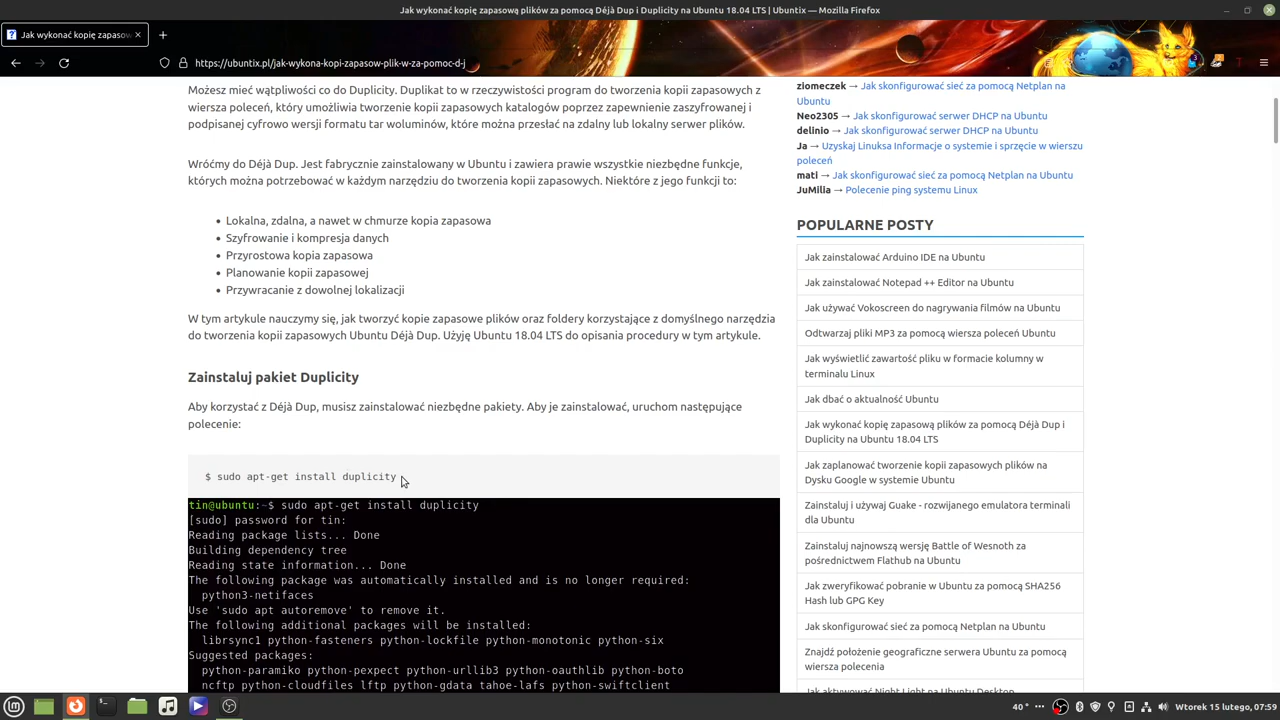 Jak wykonać kopię zapasową plików za pomocą Déjà Dup i Duplicity na Ubuntu 18.04 LTS | Ubuntix — Mozilla Firefox
Jak wykonać kopię zapasow
https://ubuntix.pl/jak-wykona-kopi-zapasow-plik-w-za-pomoc-d-j
Możesz mieć wątpliwości co do Duplicity. Duplikat to w rzeczywistości program do tworzenia kopii zapasowych z
wiersza poleceń, który umożliwia tworzenie kopii zapasowych katalogów poprzez zapewnienie zaszyfrowanej i
podpisanej cyfrowo wersji formatu tar woluminów, które można przesłać na zdalny lub lokalny serwer plików.
Wróćmy do Déjà Dup. Jest fabrycznie zainstalowany w Ubuntu i zawiera prawie wszystkie niezbędne funkcje,
których można potrzebować w każdym narzędziu do tworzenia kopii zapasowych. Niektóre z jego funkcji to:
Lokalna, zdalna, a nawet w chmurze kopia zapasowa
Szyfrowanie i kompresja danych
Przyrostowa kopia zapasowa
Planowanie kopii zapasowej
Przywracanie z dowolnej lokalizacji
W tym artykule nauczymy się, jak tworzyć kopie zapasowe plików oraz foldery korzystające z domyślnego narzędzia
do tworzenia kopii zapasowych Ubuntu Déjà Dup. Użyję Ubuntu 18.04 LTS do opisania procedury w tym artykule.
Zainstaluj pakiet Duplicity
Aby korzystać z Déjà Dup, musisz zainstalować niezbędne pakiety. Aby je zainstalować, uruchom następujące
polecenie:
$ sudo apt-get install duplicity
tin@ubuntu:~$ sudo apt-get install duplicity
[sudo] password for tin:
Reading package lists... Done
Building dependency tree
Reading state information... Done
The following package was automatically installed and is no longer required:
python3-netifaces
Use 'sudo apt autoremove' to remove it.
The following additional packages will be installed:
librsync1 python-fasteners python-lockfile python-monotonic python-six
Suggested packages:
python-paramiko python-pexpect python-urllib3 python-oauthlib python-boto
ncftp python-cloudfiles lftp python-gdata tahoe-lafs python-swiftclient
ziomeczek → Jak skonfigurować sieć za pomocą Netplan na
Ubuntu
Neo2305 → Jak skonfigurować serwer DHCP na Ubuntu
delinio → Jak skonfigurować serwer DHCP na Ubuntu
Ja → Uzyskaj Linuksa Informacje o systemie i sprzęcie w wierszu
poleceń
mati → Jak skonfigurować sieć za pomocą Netplan na Ubuntu
JuMilia → Polecenie ping systemu Linux
POPULARNE POSTY
Jak zainstalować Arduino IDE na Ubuntu
Jak zainstalować Notepad ++ Editor na Ubuntu
Jak używać Vokoscreen do nagrywania filmów na Ubuntu
Odtwarzaj pliki MP3 za pomocą wiersza poleceń Ubuntu
Jak wyświetlić zawartość pliku w formacie kolumny w
terminalu Linux
Jak dbać o aktualność Ubuntu
Jak wykonać kopię zapasową plików za pomocą Déjà Dup i
Duplicity na Ubuntu 18.04 LTS
Jak zaplanować tworzenie kopii zapasowych plików na
Dysku Google w systemie Ubuntu
Zainstaluj i używaj Guake - rozwijanego emulatora terminali
dla Ubuntu
Zainstaluj najnowszą wersję Battle of Wesnoth za
pośrednictwem Flathub na Ubuntu
Jak zweryfikować pobranie w Ubuntu za pomocą SHA256
Hash lub GPG Key
Jak skonfigurować sieć za pomocą Netplan na Ubuntu
Znajdź położenie geograficzne serwera Ubuntu za pomocą
wiersza polecenia
Jak aktywować Night Light na Ubuntu Desktop
40° Wtorek 15 lutego, 07:59